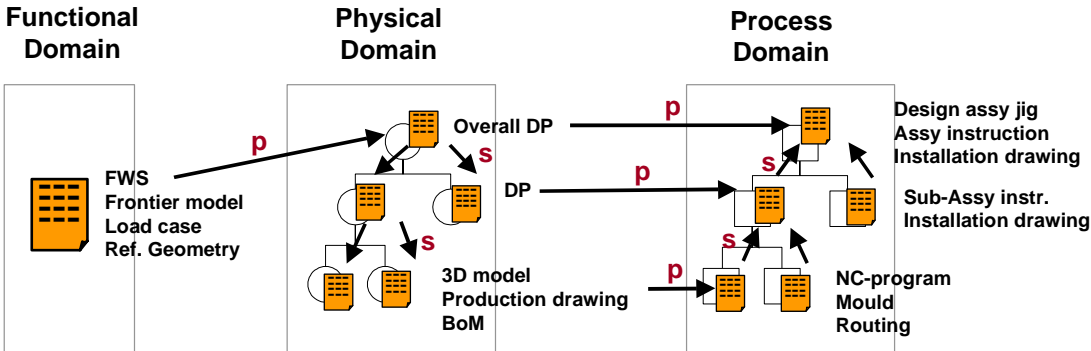 Functional
Domain
Physical
Domain
Process
Domain
p
FWS
Frontier model
Load case
Ref. Geometry
Overall DP
s
DP
s
3D model
Production drawing
BoM
p
p
p
s
s
Design assy jig
Assy instruction
Installation drawing
Sub-Assy instr.
Installation drawing
NC-program
Mould
Routing